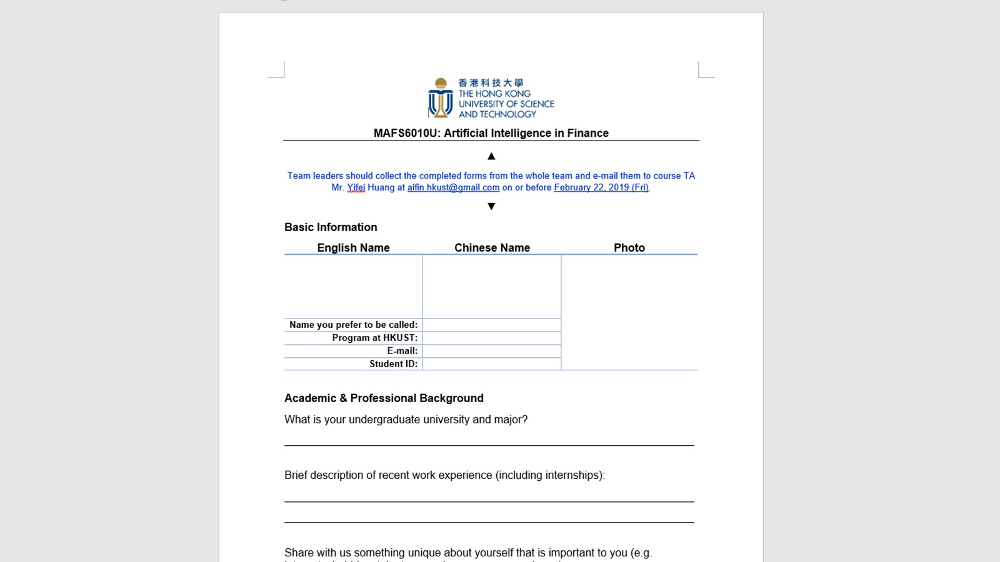 香港科技大學
THE HONG KONG
UNIVERSITY OF SCIENCE
AND TECHNOLOGY
MAFS6010U: Artificial Intelligence in Finance
▲
Team leaders should collect the completed forms from the whole team and e-mail them to course TA
Mr. Yifei Huang at aifin.hkust@gmail.com on or before February 22, 2019 (Fri).
▼
Basic Information
English Name Chinese Name Photo
Name you prefer to be called:
Program at HKUST:
E-mail:
Student ID:
Academic & Professional Background
What is your undergraduate university and major?
Brief description of recent work experience (including internships):
Share with us something unique about yourself that is important to you (e.g.